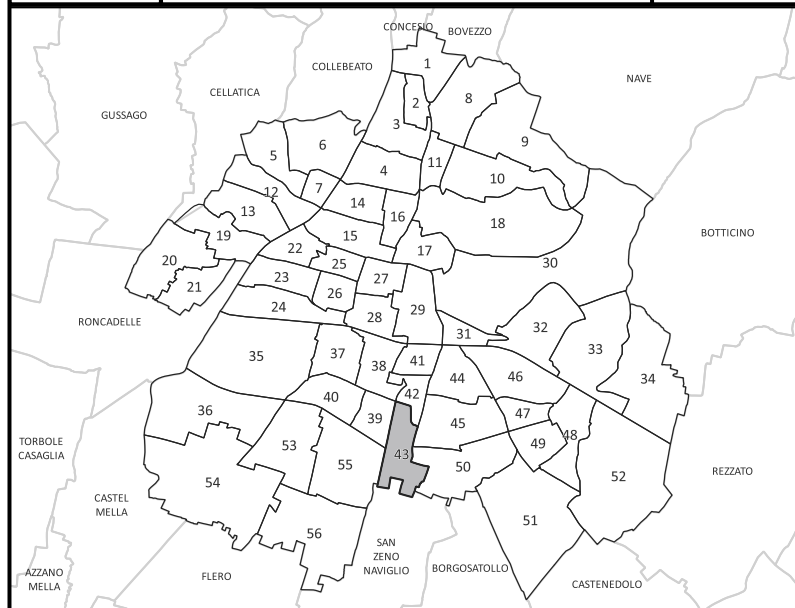 CONCESIO
BOVEZZO
1
COLLEBEATO
NAVE
CELLATICA
8
2
GUSSAGO
3
9
6
5
11
4
10
7
12
14
13
16
18
15
19
BOTTICINO
22
17
20
25
30
23
27
21
26
24
29
28
RONCADELLE
32
31
33
37
35
41
38
44
46
34
40
42
36
47
39
45
48
53
49
TORBOLE
CASAGLIA
43
55
50
REZZATO
52
54
CASTEL
MELLA
51
56
SAN
ZENO
NAVIGLIO
BORGOSATOLLO
AZZANO
MELLA
FLERO
CASTENEDOLO